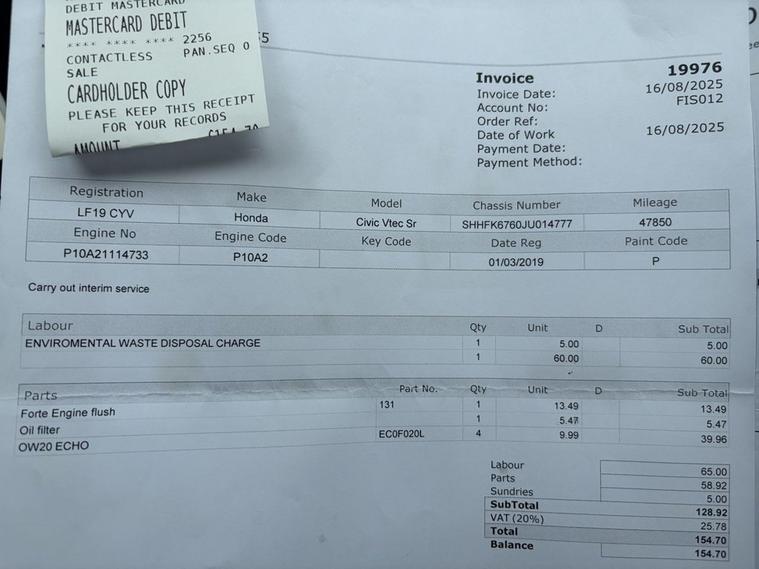 DEBIT MASTERCARD
MASTERCARD DEBIT
**** **** **** 2256
CONTACTLESS PAN.SEQ 0
SALE
CARDHOLDER COPY
PLEASE KEEP THIS RECEIPT
FOR YOUR RECORDS
AMOUNT £154.70
Invoice 19976
Invoice Date: 16/08/2025
Account No: FIS012
Order Ref:
Date of Work 16/08/2025
Payment Date:
Payment Method:
Registration Make Model Chassis Number Mileage
LF19 CYV Honda Civic Vtec Sr SHHFK6760JU014777 47850
Engine No Engine Code Key Code Date Reg Paint Code
P10A21114733 P10A2 01/03/2019 P
Carry out interim service
Labour Qty Unit D Sub Total
ENVIROMENTAL WASTE DISPOSAL CHARGE 1 5.00 5.00
1 60.00 60.00
Parts Part No. Qty Unit D Sub Total
Forte Engine flush 131 1 13.49 13.49
Oil filter 1 5.47 5.47
OW20 ECHO EC0F020L 4 9.99 39.96
Labour 65.00
Parts 58.92
Sundries 5.00
SubTotal 128.92
VAT (20%) 25.78
Total 154.70
Balance 154.70